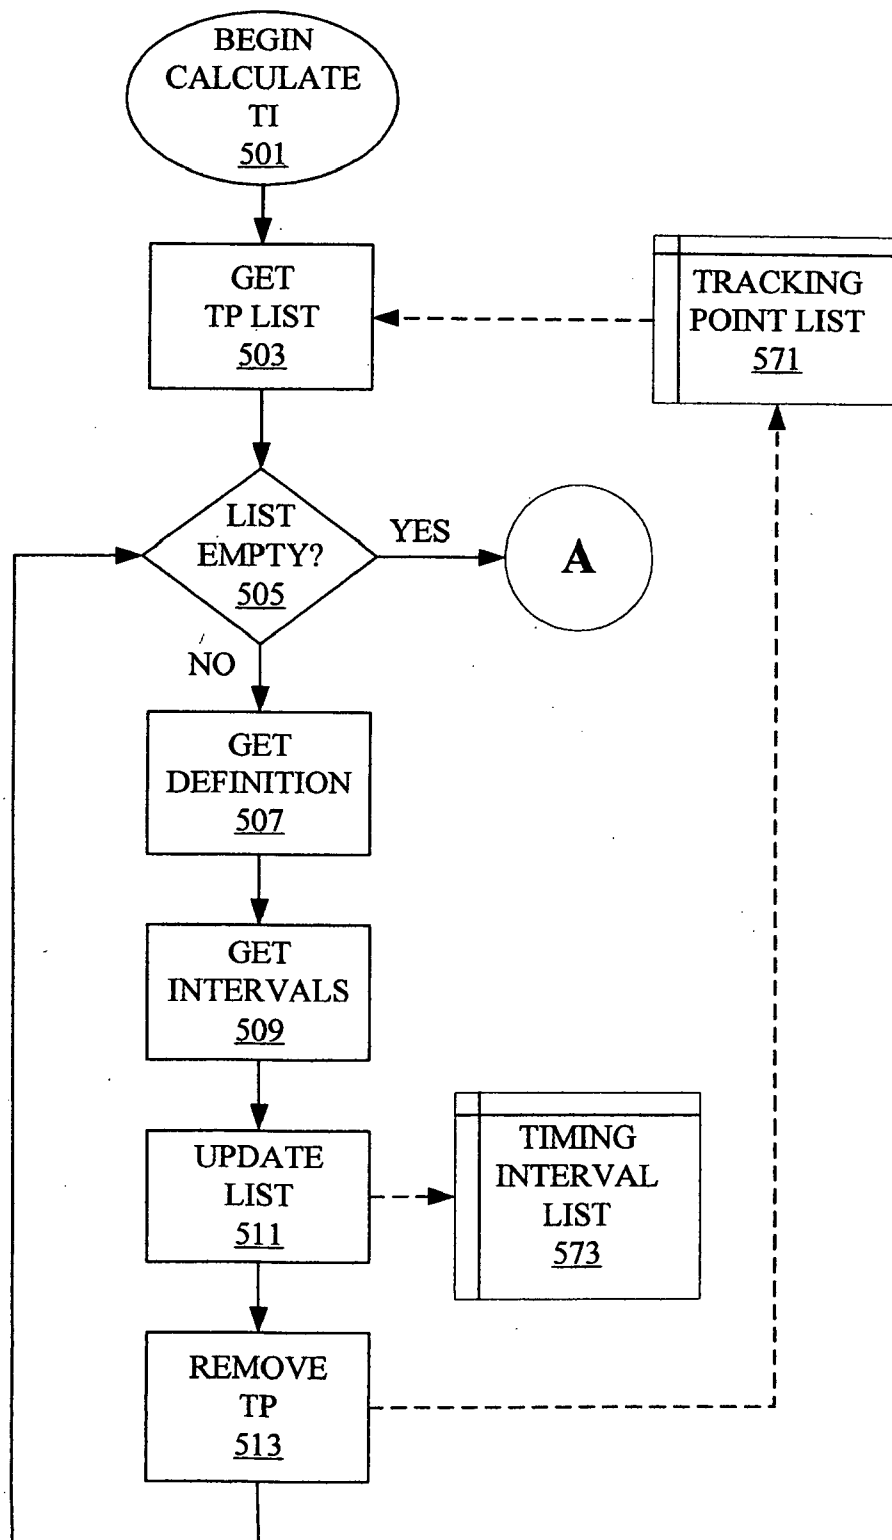 BEGIN
CALCULATE
TI
501
GET
TP LIST
503
TRACKING
POINT LIST
571
LIST
EMPTY?
505
YES
A
NO
GET
DEFINITION
507
GET
INTERVALS
509
UPDATE
LIST
511
TIMING
INTERVAL
LIST
573
REMOVE
TP
513